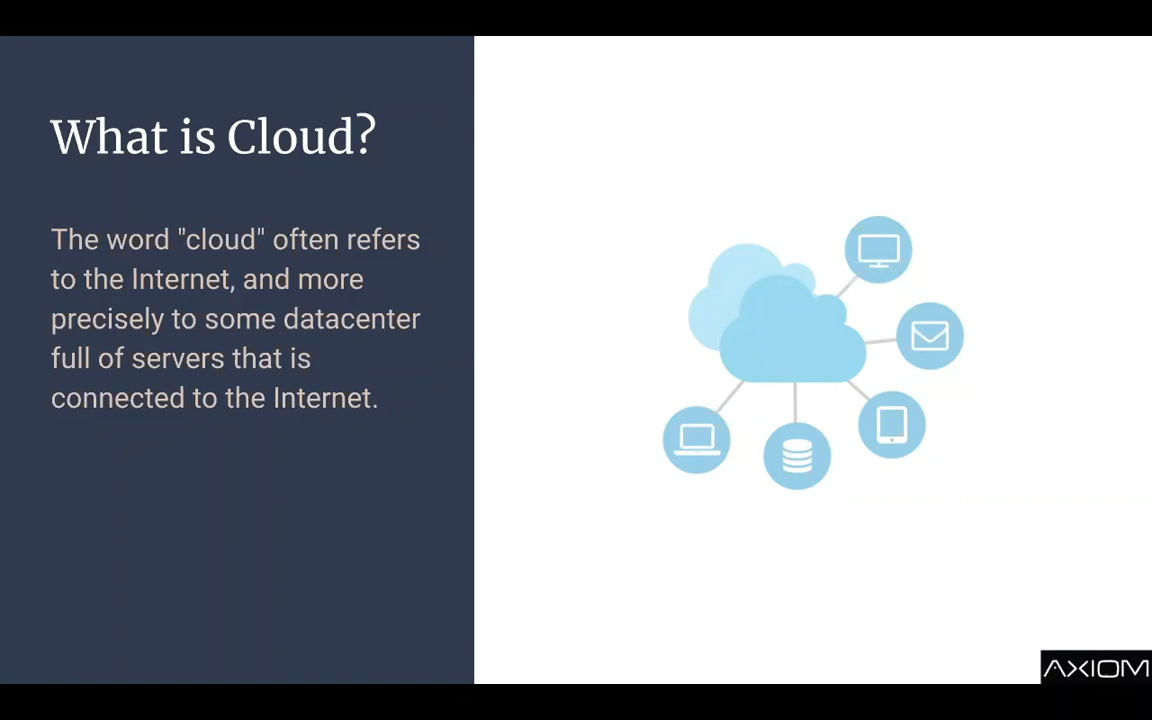 What is Cloud?
The word "cloud" often refers
to the Internet, and more
precisely to some datacenter
full of servers that is
connected to the Internet.
AXIOM